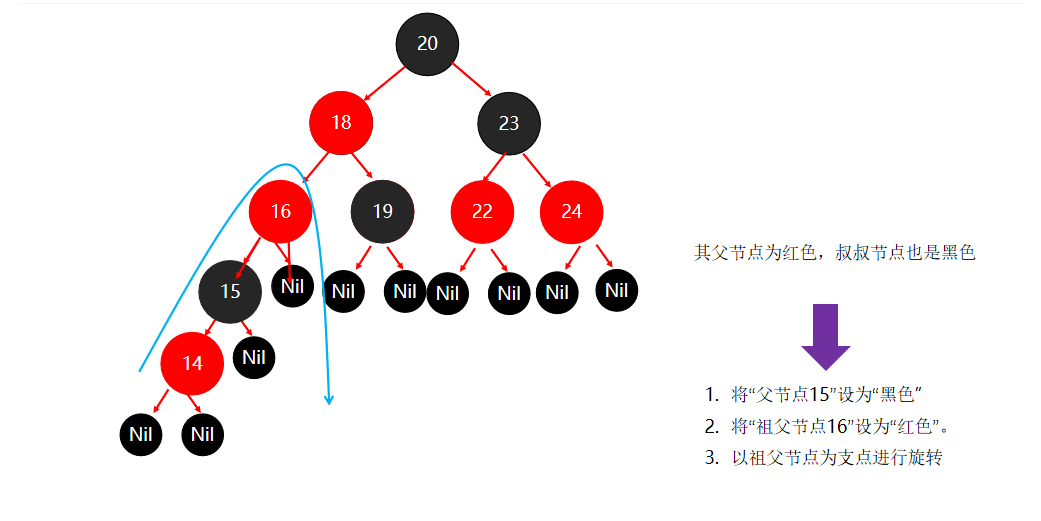 20
18
23
16
19
22
24
其父节点为红色，叔叔节点也是黑色
15
Nil
Nil
Nil
Nil
Nil
Nil
Nil
14
Nil
1. 将“父节点15”设为“黑色”
2. 将“祖父节点16”设为“红色”。
3. 以祖父节点为支点进行旋转
Nil
Nil